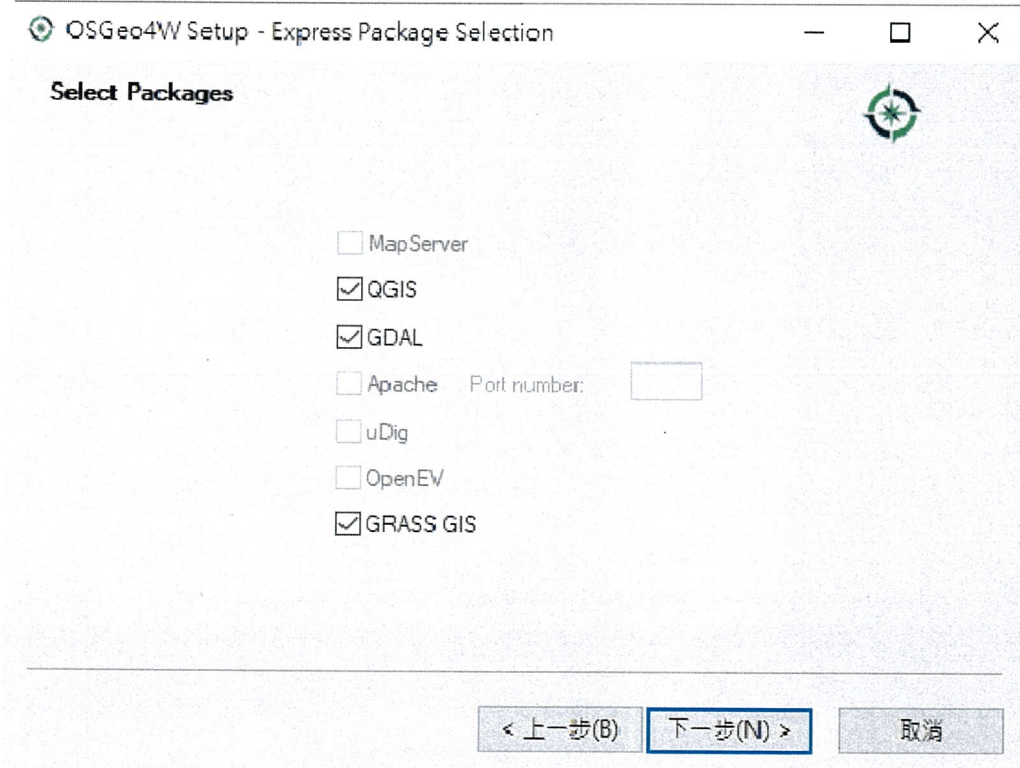 OSGeo4W Setup - Express Package Selection
Select Packages
MapServer
QGIS
GDAL
Apache Port number:
uDig
OpenEV
GRASS GIS
< 上一步(B) 下一步(N) > 取消